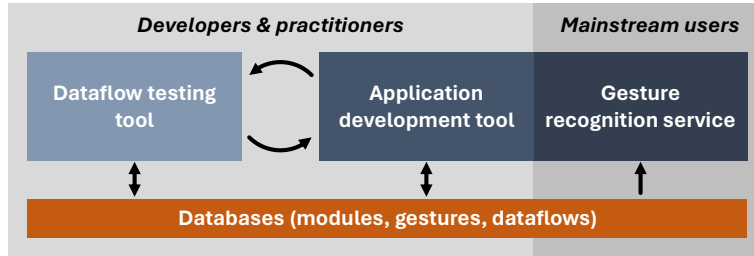 Developers & practitioners
Mainstream users
Dataflow testing
tool
Application
development tool
Gesture
recognition service
Databases (modules, gestures, dataflows)